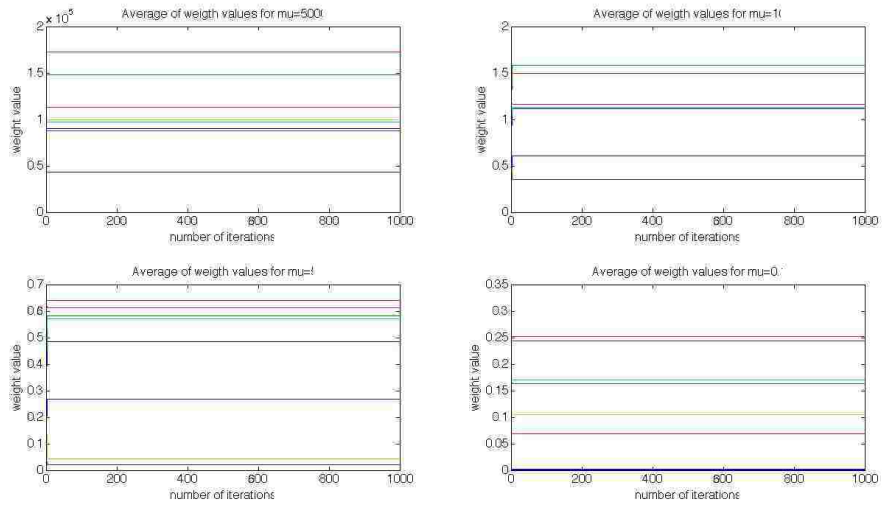 Average of weigth values for mu=500
× 10⁵
2
1.5
1
0.5
0
weight value
0 200 400 600 800 1000
number of iterations
Average of weigth values for mu=1
2
1.5
1
0.5
0
weight value
0 200 400 600 800 1000
number of iterations
Average of weigth values for mu=
0.7
0.6
0.5
0.4
0.3
0.2
0.1
0
weight value
0 200 400 600 800 1000
number of iterations
Average of weigth values for mu=0.
0.35
0.3
0.25
0.2
0.15
0.1
0.05
0
weight value
0 200 400 600 800 1000
number of iterations